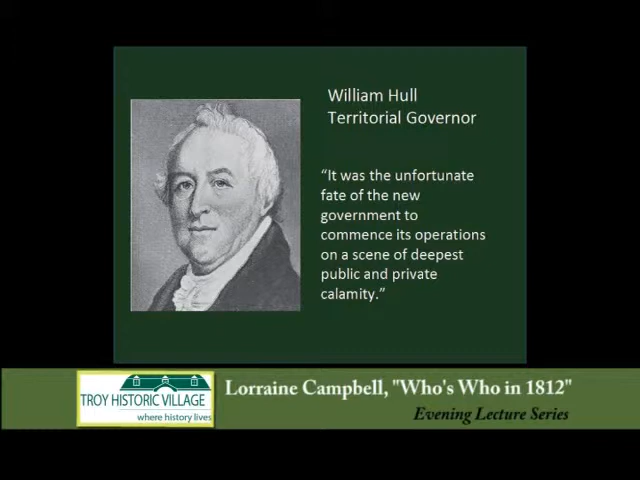 William Hull
Territorial Governor
“It was the unfortunate
fate of the new
government to
commence its operations
on a scene of deepest
public and private
calamity.”
TROY HISTORIC VILLAGE
where history lives
Lorraine Campbell, "Who's Who in 1812"
Evening Lecture Series